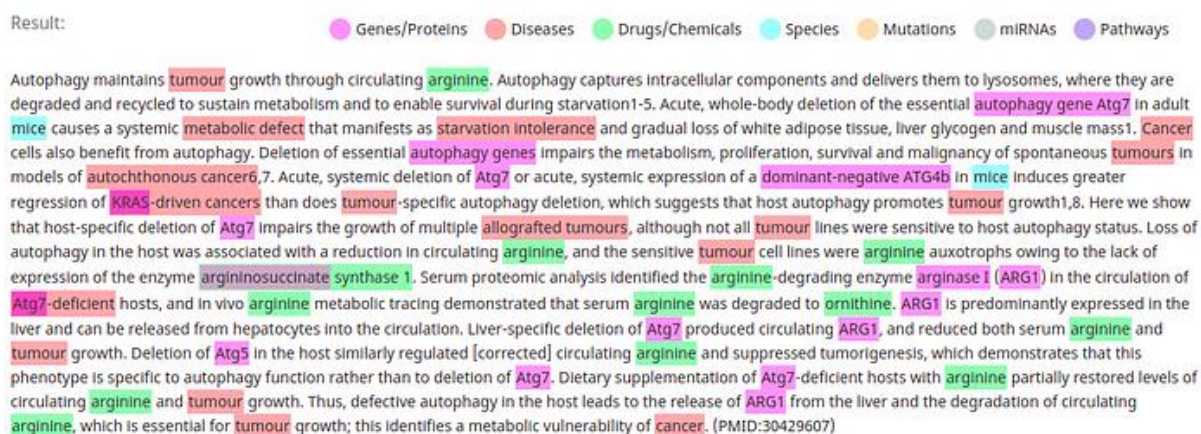 Result:
Genes/Proteins Diseases Drugs/Chemicals Species Mutations miRNAs Pathways
Autophagy maintains tumour growth through circulating arginine. Autophagy captures intracellular components and delivers them to lysosomes, where they are
degraded and recycled to sustain metabolism and to enable survival during starvation1-5. Acute, whole-body deletion of the essential autophagy gene Atg7 in adult
mice causes a systemic metabolic defect that manifests as starvation intolerance and gradual loss of white adipose tissue, liver glycogen and muscle mass1. Cancer
cells also benefit from autophagy. Deletion of essential autophagy genes impairs the metabolism, proliferation, survival and malignancy of spontaneous tumours in
models of autochthonous cancer6,7. Acute, systemic deletion of Atg7 or acute, systemic expression of a dominant-negative ATG4b in mice induces greater
regression of KRAS-driven cancers than does tumour-specific autophagy deletion, which suggests that host autophagy promotes tumour growth1,8. Here we show
that host-specific deletion of Atg7 impairs the growth of multiple allografted tumours, although not all tumour lines were sensitive to host autophagy status. Loss of
autophagy in the host was associated with a reduction in circulating arginine, and the sensitive tumour cell lines were arginine auxotrophs owing to the lack of
expression of the enzyme argininosuccinate synthase 1. Serum proteomic analysis identified the arginine-degrading enzyme arginase I (ARG1) in the circulation of
Atg7-deficient hosts, and in vivo arginine metabolic tracing demonstrated that serum arginine was degraded to ornithine. ARG1 is predominantly expressed in the
liver and can be released from hepatocytes into the circulation. Liver-specific deletion of Atg7 produced circulating ARG1, and reduced both serum arginine and
tumour growth. Deletion of Atg5 in the host similarly regulated [corrected] circulating arginine and suppressed tumorigenesis, which demonstrates that this
phenotype is specific to autophagy function rather than to deletion of Atg7. Dietary supplementation of Atg7-deficient hosts with arginine partially restored levels of
circulating arginine and tumour growth. Thus, defective autophagy in the host leads to the release of ARG1 from the liver and the degradation of circulating
arginine, which is essential for tumour growth; this identifies a metabolic vulnerability of cancer. (PMID:30429607)